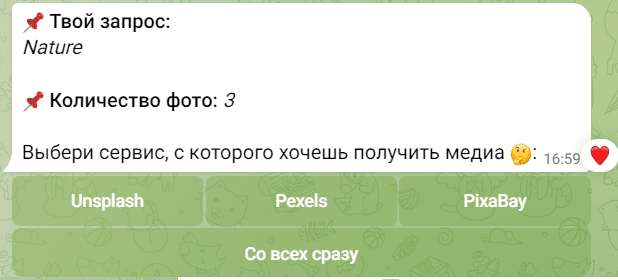 📌 Твой запрос:
Nature
📌 Количество фото: 3
Выбери сервис, с которого хочешь получить медиа 🤔:
16:59
Unsplash
Pexels
PixaBay
Со всех сразу